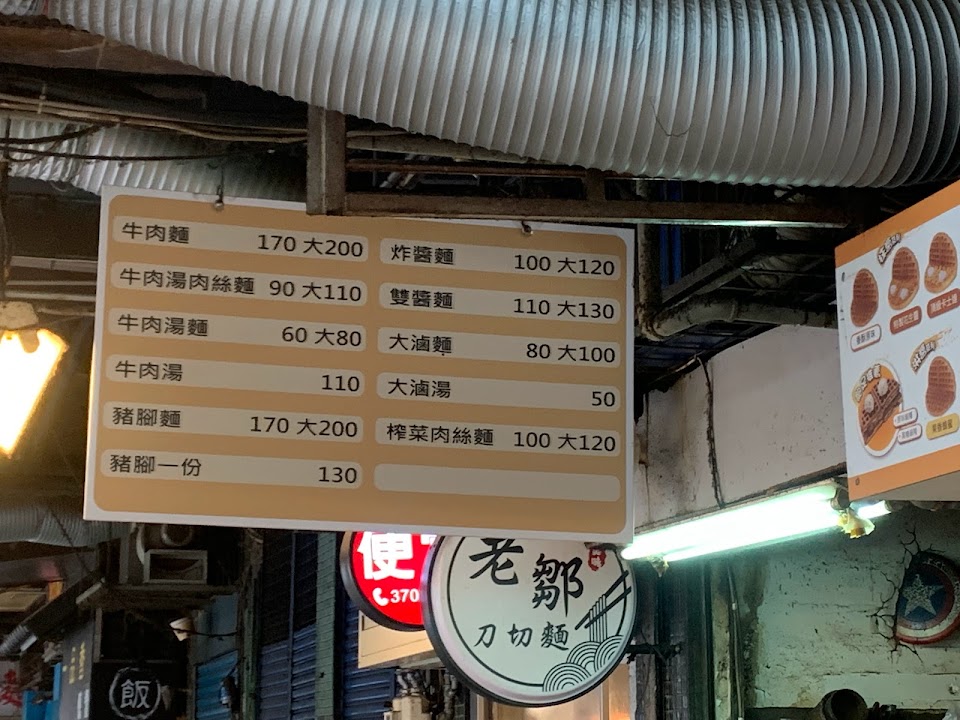 牛肉麵 170 大200
牛肉湯肉絲麵 90 大110
牛肉湯麵 60 大80
牛肉湯 110
豬腳麵 170 大200
豬腳一份 130
炸醬麵 100 大120
雙醬麵 110 大130
大滷麵 80 大100
大滷湯 50
榨菜肉絲麵 100 大120
便
370
老鄒
刀切麵
飯